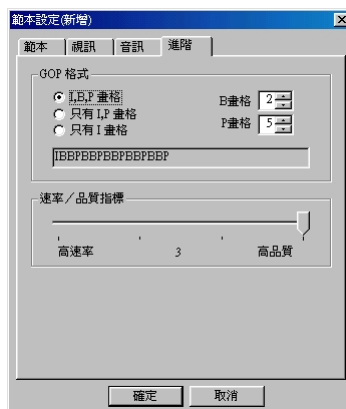 範本設定(新增)
範本 視訊 音訊 進階
GOP 格式
I,B,P 畫格
只有 I,P 畫格
只有 I 畫格
B畫格 2
P畫格 5
IBBPBBPBBPBBPBBP
速率／品質指標
高速率 3 高品質
確定 取消